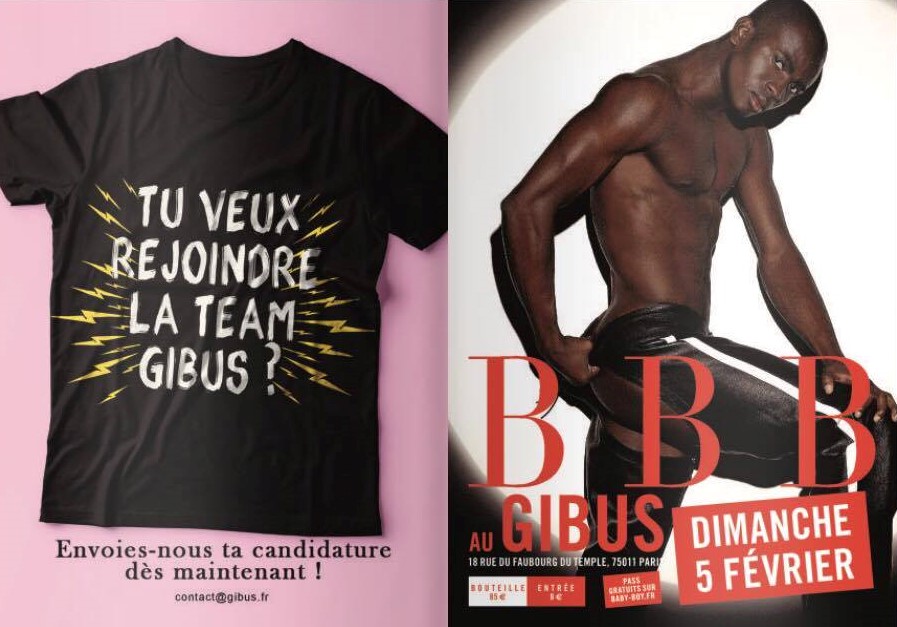 TU VEUX
REJOINDRE
LA TEAM
GIBUS ?
Envoies-nous ta candidature
dès maintenant !
contact@gibus.fr
B B B
AU GIBUS
18 RUE DU FAUBOURG DU TEMPLE, 75011 PARIS
DIMANCHE
5 FÉVRIER
BOUTEILLE
85 €
ENTRÉE
8 €
PASS
GRATUITS SUR
BABY-BOY.FR